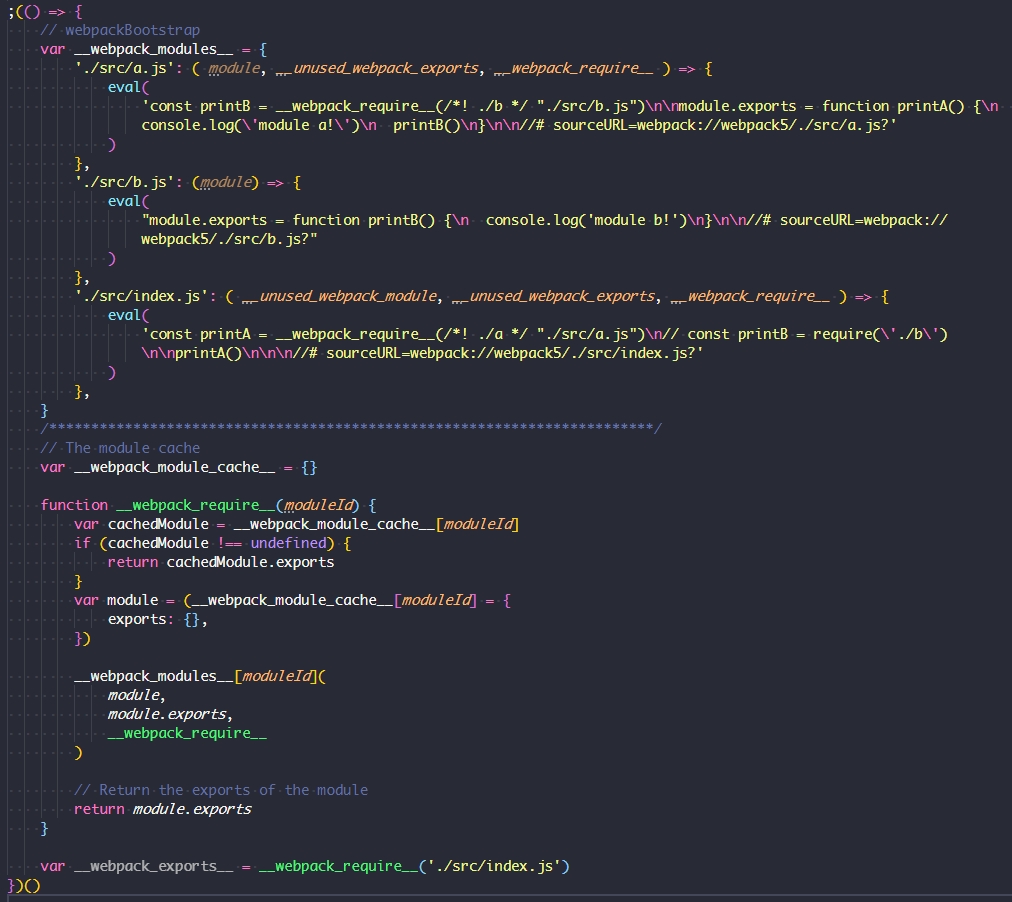 ;(() => {
// webpackBootstrap
var __webpack_modules__ = {
'./src/a.js': ( module, __unused_webpack_exports, __webpack_require__ ) => {
eval(
'const printB = __webpack_require__(/*! ./b */ "./src/b.js")\n\nmodule.exports = function printA() {\n
console.log(\'module a!\')\n  printB()\n}\n\n//# sourceURL=webpack://webpack5/./src/a.js?'
)
},
'./src/b.js': (module) => {
eval(
"module.exports = function printB() {\n  console.log('module b!')\n}\n\n//# sourceURL=webpack://
webpack5/./src/b.js?"
)
},
'./src/index.js': ( __unused_webpack_module, __unused_webpack_exports, __webpack_require__ ) => {
eval(
'const printA = __webpack_require__(/*! ./a */ "./src/a.js")\n// const printB = require(\'./b\')
\n\nprintA()\n\n\n//# sourceURL=webpack://webpack5/./src/index.js?'
)
},
}
/************************************************************************/
// The module cache
var __webpack_module_cache__ = {}
function __webpack_require__(moduleId) {
var cachedModule = __webpack_module_cache__[moduleId]
if (cachedModule !== undefined) {
return cachedModule.exports
}
var module = (__webpack_module_cache__[moduleId] = {
exports: {},
})
__webpack_modules__[moduleId](
module,
module.exports,
__webpack_require__
)
// Return the exports of the module
return module.exports
}
var __webpack_exports__ = __webpack_require__('./src/index.js')
})()